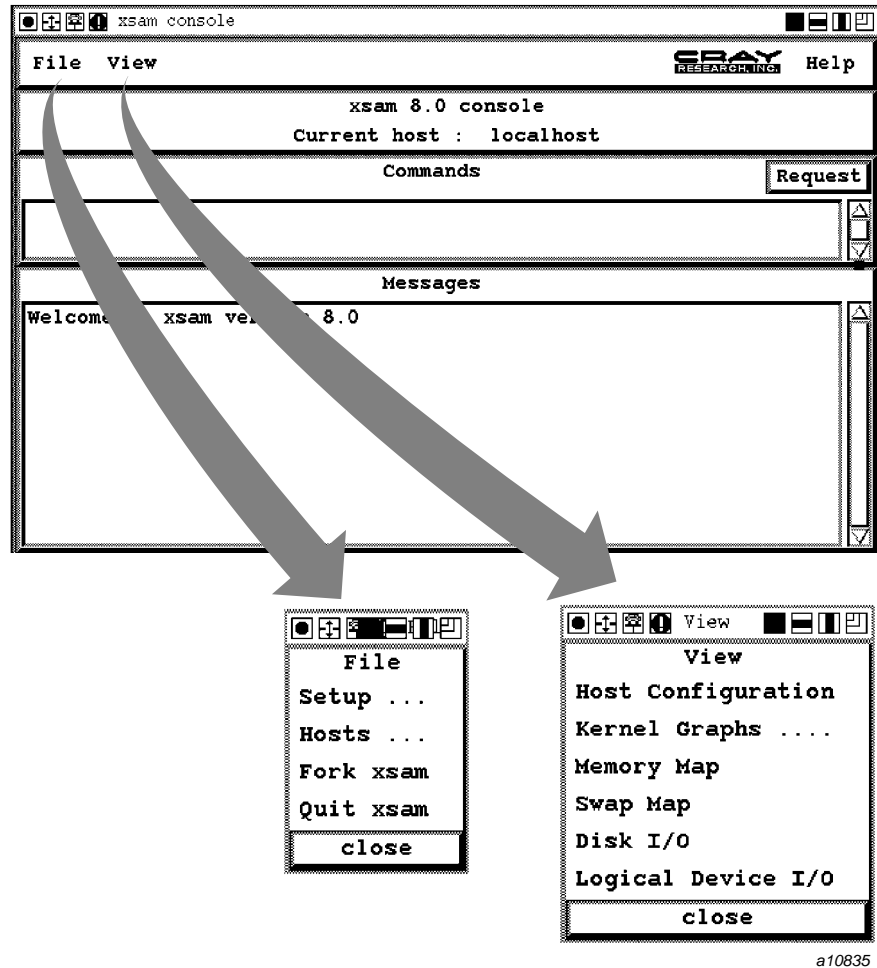 xsam console
File View CRAY RESEARCH, INC. Help
xsam 8.0 console
Current host : localhost
Commands
Request
Messages
Welcome xsam 8.0
File
Setup ...
Hosts ...
Fork xsam
Quit xsam
close
View
View
Host Configuration
Kernel Graphs ....
Memory Map
Swap Map
Disk I/O
Logical Device I/O
close
a10835